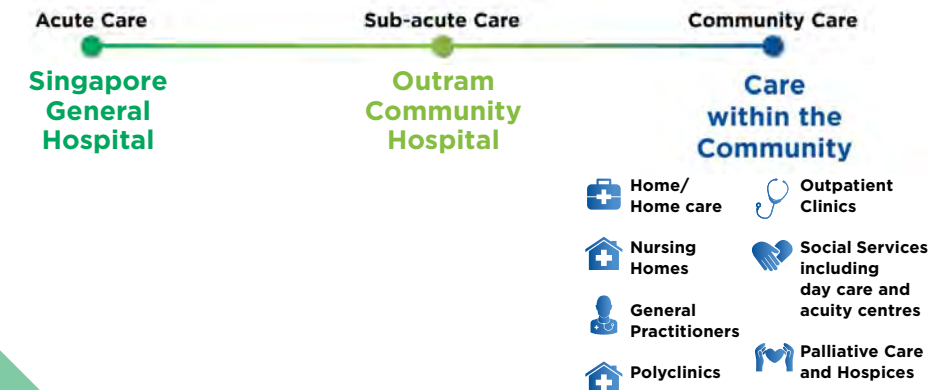 Acute Care
Sub-acute Care
Community Care
Singapore
General
Hospital
Outram
Community
Hospital
Care
within the
Community
Home/
Home care
Nursing
Homes
General
Practitioners
Polyclinics
Outpatient
Clinics
Social Services
including
day care and
acuity centres
Palliative Care
and Hospices